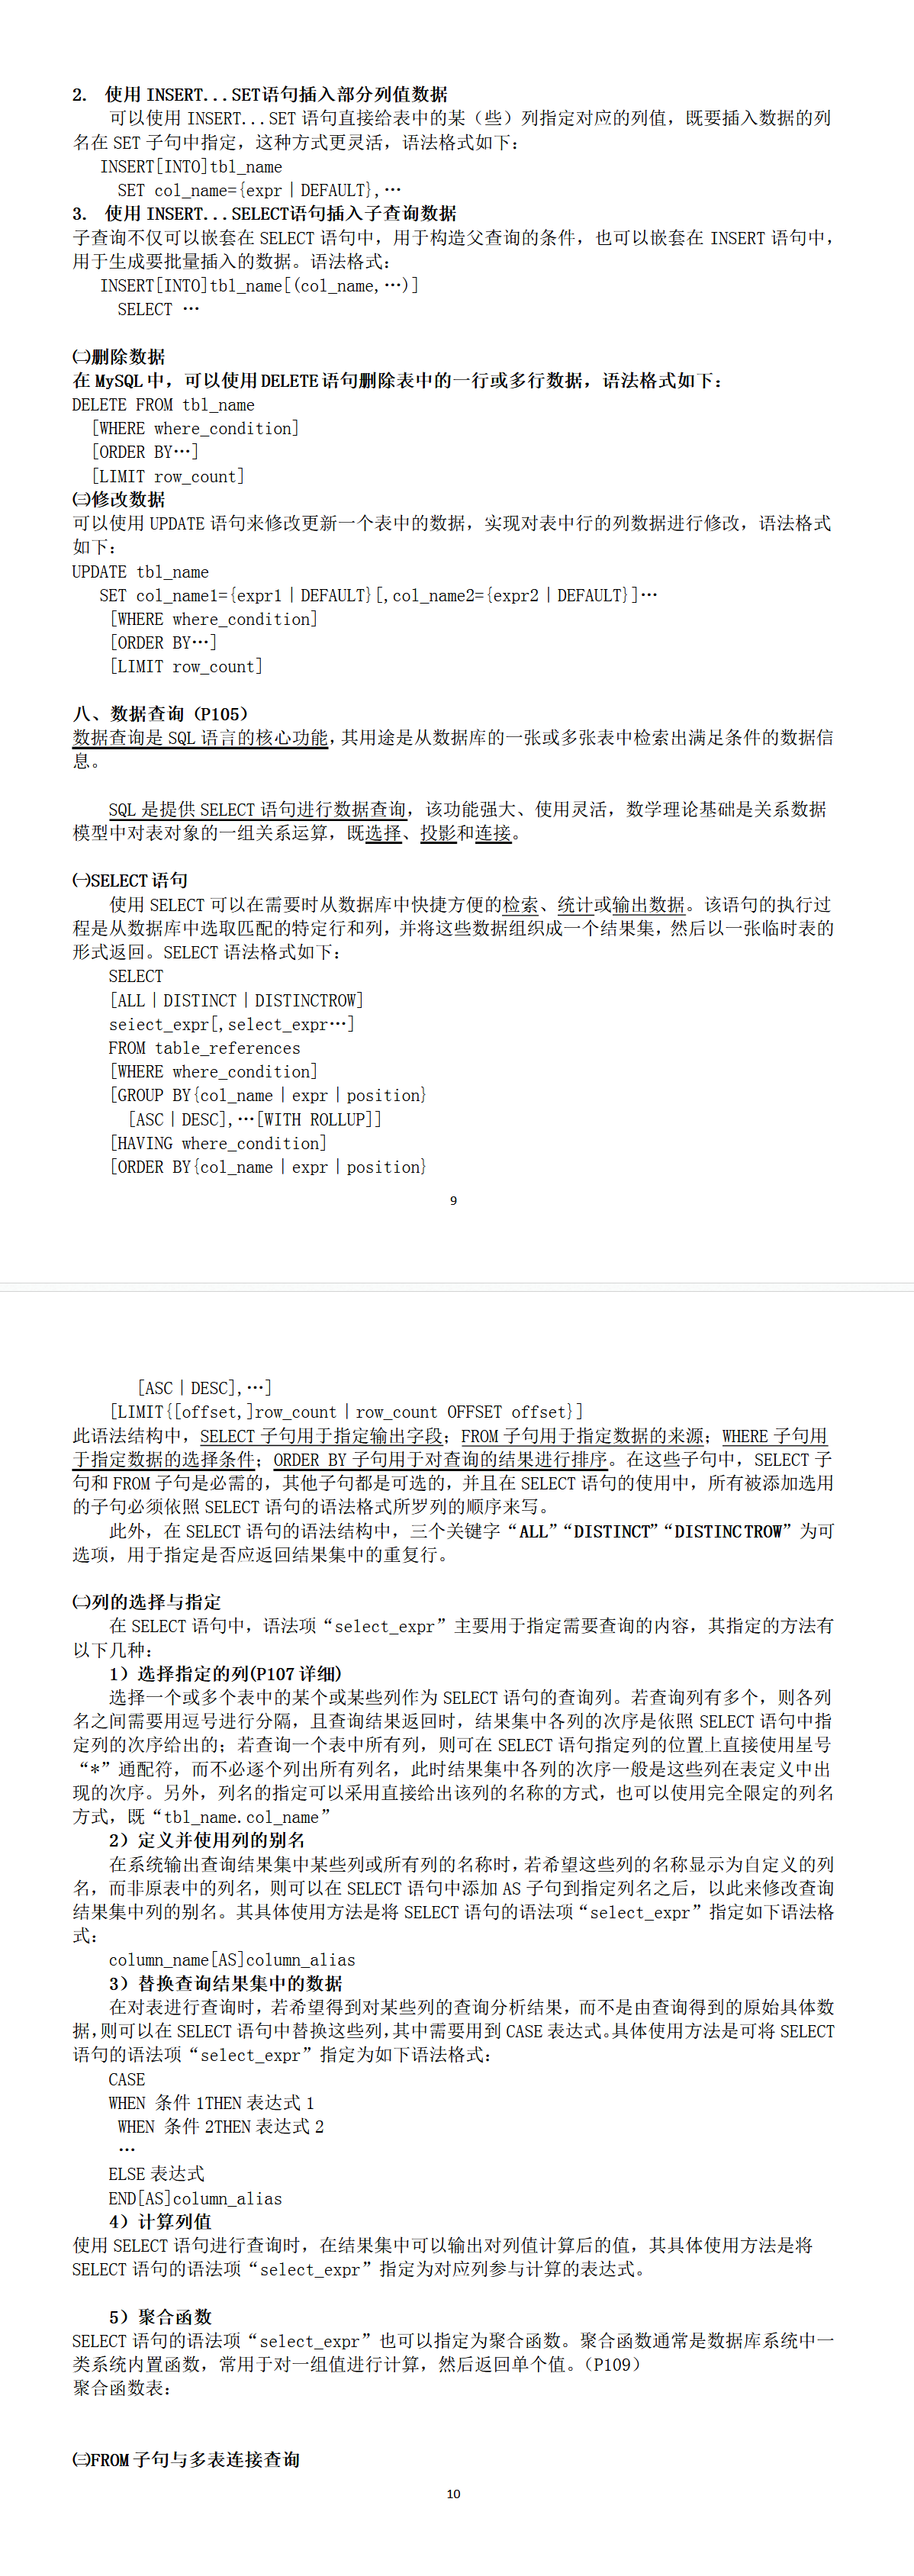 2. 使用 INSERT...SET语句插入部分列值数据
可以使用 INSERT...SET 语句直接给表中的某（些）列指定对应的列值，既要插入数据的列
名在 SET 子句中指定，这种方式更灵活，语法格式如下：
INSERT[INTO]tbl_name
SET col_name={expr|DEFAULT},…
3. 使用 INSERT...SELECT语句插入子查询数据
子查询不仅可以嵌套在 SELECT 语句中，用于构造父查询的条件，也可以嵌套在 INSERT 语句中，
用于生成要批量插入的数据。语法格式：
INSERT[INTO]tbl_name[(col_name,…)]
SELECT …
㈡删除数据
在 MySQL 中，可以使用 DELETE 语句删除表中的一行或多行数据，语法格式如下：
DELETE FROM tbl_name
[WHERE where_condition]
[ORDER BY…]
[LIMIT row_count]
㈢修改数据
可以使用 UPDATE 语句来修改更新一个表中的数据，实现对表中行的列数据进行修改，语法格式
如下：
UPDATE tbl_name
SET col_name1={expr1|DEFAULT}[,col_name2={expr2|DEFAULT}]…
[WHERE where_condition]
[ORDER BY…]
[LIMIT row_count]
八、数据查询（P105）
数据查询是 SQL 语言的核心功能，其用途是从数据库的一张或多张表中检索出满足条件的数据信
息。
SQL 是提供 SELECT 语句进行数据查询，该功能强大、使用灵活，数学理论基础是关系数据
模型中对表对象的一组关系运算，既选择、投影和连接。
㈠SELECT 语句
使用 SELECT 可以在需要时从数据库中快捷方便的检索、统计或输出数据。该语句的执行过
程是从数据库中选取匹配的特定行和列，并将这些数据组织成一个结果集，然后以一张临时表的
形式返回。SELECT 语法格式如下：
SELECT
[ALL|DISTINCT|DISTINCTROW]
seiect_expr[,select_expr…]
FROM table_references
[WHERE where_condition]
[GROUP BY{col_name|expr|position}
[ASC|DESC],…[WITH ROLLUP]]
[HAVING where_condition]
[ORDER BY{col_name|expr|position}
9
[ASC|DESC],…]
[LIMIT{[offset,]row_count|row_count OFFSET offset}]
此语法结构中，SELECT 子句用于指定输出字段；FROM 子句用于指定数据的来源；WHERE 子句用
于指定数据的选择条件；ORDER BY 子句用于对查询的结果进行排序。在这些子句中，SELECT 子
句和 FROM 子句是必需的，其他子句都是可选的，并且在 SELECT 语句的使用中，所有被添加选用
的子句必须依照 SELECT 语句的语法格式所罗列的顺序来写。
此外，在 SELECT 语句的语法结构中，三个关键字“ALL”“DISTINCT”“DISTINCTROW”为可
选项，用于指定是否应返回结果集中的重复行。
㈡列的选择与指定
在 SELECT 语句中，语法项“select_expr”主要用于指定需要查询的内容，其指定的方法有
以下几种：
1）选择指定的列(P107 详细)
选择一个或多个表中的某个或某些列作为 SELECT 语句的查询列。若查询列有多个，则各列
名之间需要用逗号进行分隔，且查询结果返回时，结果集中各列的次序是依照 SELECT 语句中指
定列的次序给出的；若查询一个表中所有列，则可在 SELECT 语句指定列的位置上直接使用星号
“*”通配符，而不必逐个列出所有列名，此时结果集中各列的次序一般是这些列在表定义中出
现的次序。另外，列名的指定可以采用直接给出该列的名称的方式，也可以使用完全限定的列名
方式，既“tbl_name.col_name”
2）定义并使用列的别名
在系统输出查询结果集中某些列或所有列的名称时，若希望这些列的名称显示为自定义的列
名，而非原表中的列名，则可以在 SELECT 语句中添加 AS 子句到指定列名之后，以此来修改查询
结果集中列的别名。其具体使用方法是将 SELECT 语句的语法项“select_expr”指定如下语法格
式：
column_name[AS]column_alias
3）替换查询结果集中的数据
在对表进行查询时，若希望得到对某些列的查询分析结果，而不是由查询得到的原始具体数
据，则可以在 SELECT 语句中替换这些列，其中需要用到 CASE 表达式。具体使用方法是可将 SELECT
语句的语法项“select_expr”指定为如下语法格式：
CASE
WHEN 条件 1THEN 表达式 1
WHEN 条件 2THEN 表达式 2
…
ELSE 表达式
END[AS]column_alias
4）计算列值
使用 SELECT 语句进行查询时，在结果集中可以输出对列值计算后的值，其具体使用方法是将
SELECT 语句的语法项“select_expr”指定为对应列参与计算的表达式。
5）聚合函数
SELECT 语句的语法项“select_expr”也可以指定为聚合函数。聚合函数通常是数据库系统中一
类系统内置函数，常用于对一组值进行计算，然后返回单个值。（P109）
聚合函数表：
㈢FROM 子句与多表连接查询
10